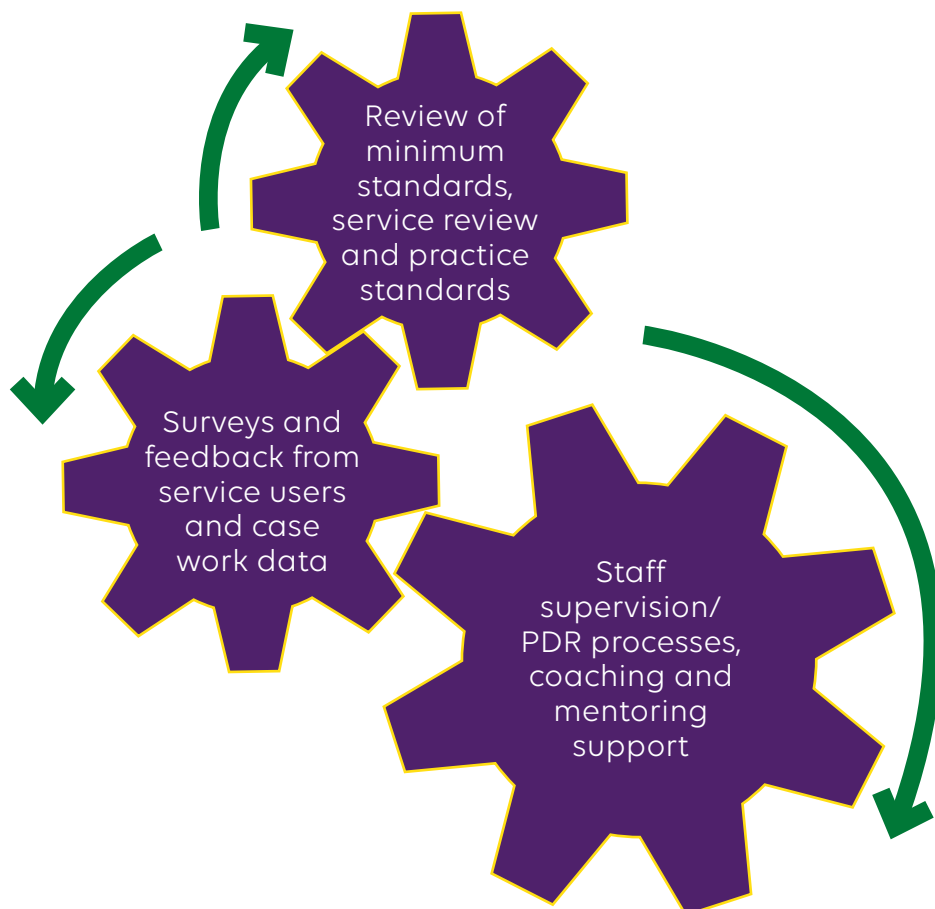 Review of
minimum
standards,
service review
and practice
standards
Surveys and
feedback from
service users
and case
work data
Staff
supervision/
PDR processes,
coaching and
mentoring
support